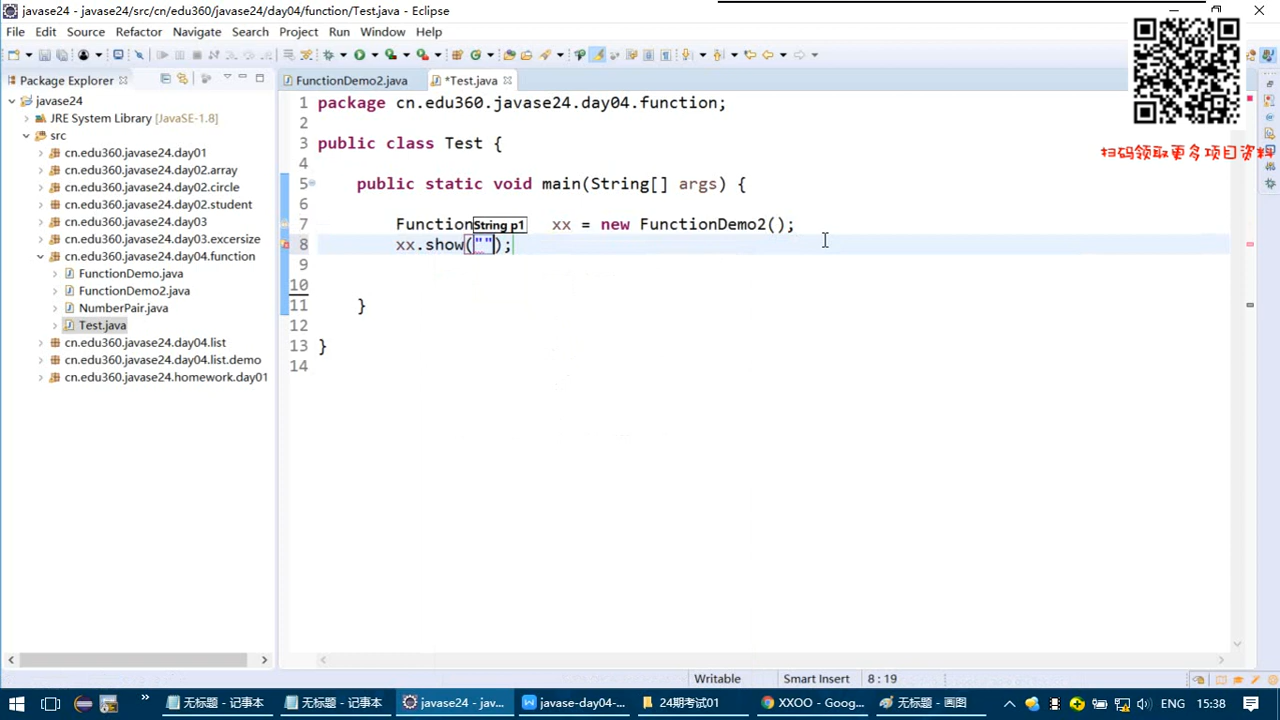 javase24 - javase24/src/cn/edu360/javase24/day04/function/Test.java - Eclipse
File Edit Source Refactor Navigate Search Project Run Window Help
扫码领取更多项目资料
Package Explorer
FunctionDemo2.java
*Test.java
javase24
JRE System Library [JavaSE-1.8]
src
cn.edu360.javase24.day01
cn.edu360.javase24.day02.array
cn.edu360.javase24.day02.circle
cn.edu360.javase24.day02.student
cn.edu360.javase24.day03
cn.edu360.javase24.day03.excersize
cn.edu360.javase24.day04.function
FunctionDemo.java
FunctionDemo2.java
NumberPair.java
Test.java
cn.edu360.javase24.day04.list
cn.edu360.javase24.day04.list.demo
cn.edu360.javase24.homework.day01
1 package cn.edu360.javase24.day04.function;
2
3 public class Test {
4
5 public static void main(String[] args) {
6
7 Function String p1 xx = new FunctionDemo2();
8 xx.show("");
9
10
11 }
12
13 }
14
Writable Smart Insert 8 : 19
无标题 - 记事本 无标题 - 记事本 javase24 - jav... javase-day04-... 24期考试01 XXOO - Goog... 无标题 - 画图 英 15:38